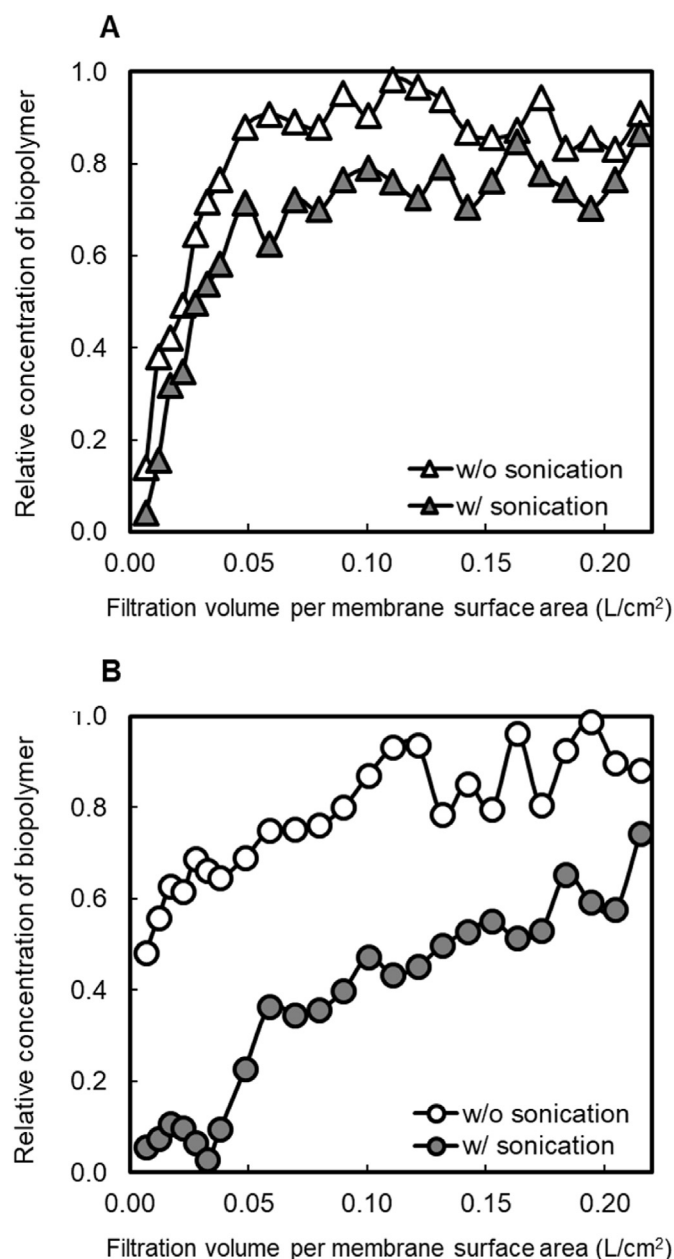 A
Relative concentration of biopolymer
1.0
0.8
0.6
0.4
0.2
0.0
w/o sonication
w/ sonication
0.00 0.05 0.10 0.15 0.20
Filtration volume per membrane surface area (L/cm²)
B
Relative concentration of biopolymer
1.0
0.8
0.6
0.4
0.2
0.0
w/o sonication
w/ sonication
0.00 0.05 0.10 0.15 0.20
Filtration volume per membrane surface area (L/cm²)